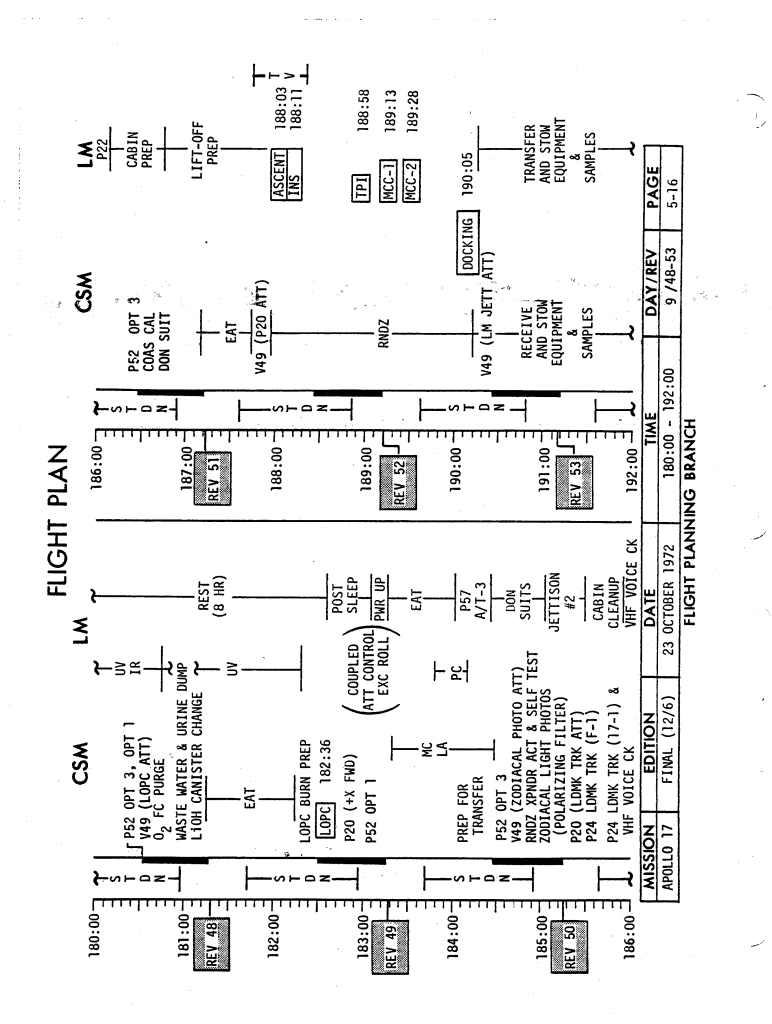 FLIGHT PLAN
CSM
LM
180:00
181:00
REV 48
182:00
183:00
REV 49
184:00
185:00
REV 50
186:00
S T D N
S T D N
S T D N
P52 OPT 3, OPT 1
V49 (LOPC ATT)
O2 FC PURGE
WASTE WATER & URINE DUMP
LiOH CANISTER CHANGE
EAT
LOPC BURN PREP
LOPC 182:36
P20 (+X FWD)
P52 OPT 1
PREP FOR
TRANSFER
P52 OPT 3
V49 (ZODIACAL PHOTO ATT)
RNDZ XPNDR ACT & SELF TEST
ZODIACAL LIGHT PHOTOS
(POLARIZING FILTER)
P20 (LDMK TRK ATT)
P24 LDMK TRK (F-1)
P24 LDMK TRK (17-1) &
VHF VOICE CK
MC
LA
UV
IR
UV
(COUPLED
ATT CONTROL
EXC ROLL)
PC
REST
(8 HR)
POST
SLEEP
PWR UP
EAT
P57
A/T-3
DON
SUITS
JETTISON
#2
CABIN
CLEANUP
VHF VOICE CK
CSM
LM
186:00
187:00
REV 51
188:00
189:00
REV 52
190:00
191:00
REV 53
192:00
S T D N
S T D N
S T D N
P52 OPT 3
COAS CAL
DON SUIT
EAT
V49 (P20 ATT)
RNDZ
V49 (LM JETT ATT)
RECEIVE
AND STOW
EQUIPMENT
&
SAMPLES
P22
CABIN
PREP
LIFT-OFF
PREP
ASCENT 188:03
INS 188:11
T V
TPI 188:58
MCC-1 189:13
MCC-2 189:28
DOCKING 190:05
TRANSFER
AND STOW
EQUIPMENT
&
SAMPLES
MISSION EDITION DATE TIME DAY/REV PAGE
APOLLO 17 FINAL (12/6) 23 OCTOBER 1972 180:00 - 192:00 9 /48-53 5-16
FLIGHT PLANNING BRANCH